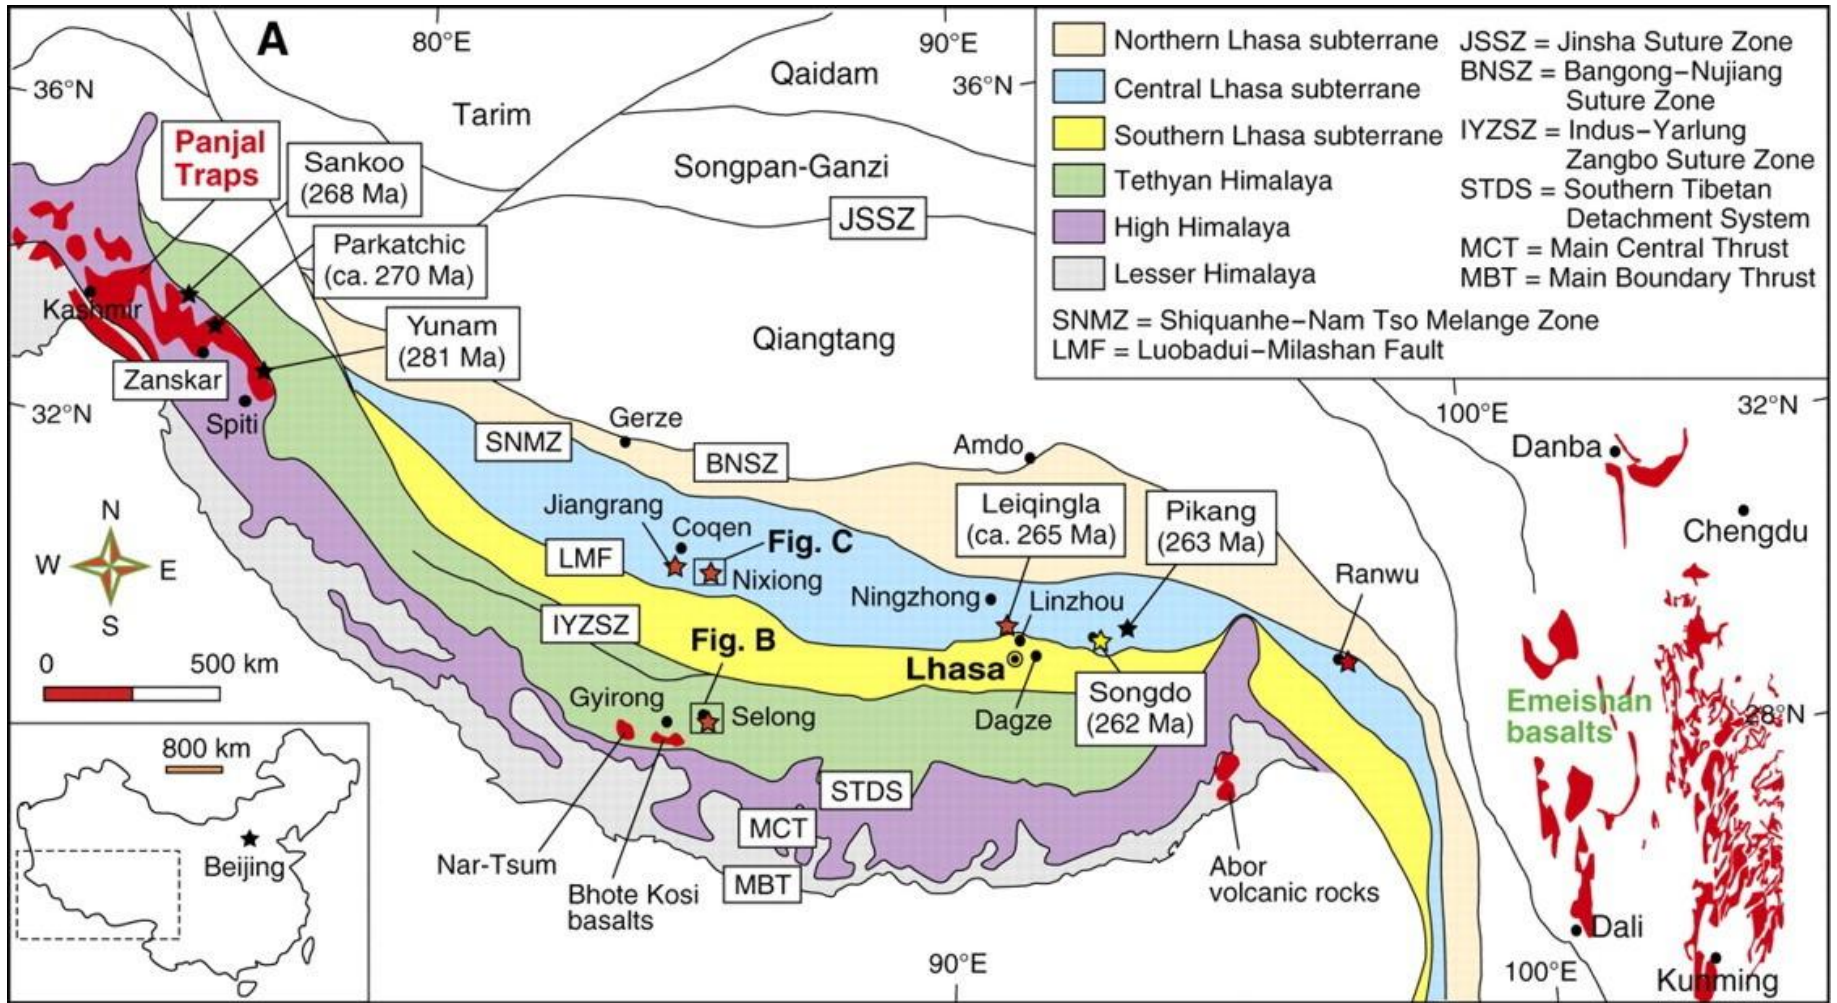 A
80°E
90°E
36°N
36°N
Tarim
Qaidam
Songpan-Ganzi
JSSZ
Qiangtang
Panjal
Traps
Sankoo
(268 Ma)
Parkatchic
(ca. 270 Ma)
Yunam
(281 Ma)
Kashmir
Zanskar
Spiti
32°N
Northern Lhasa subterrane
Central Lhasa subterrane
Southern Lhasa subterrane
Tethyan Himalaya
High Himalaya
Lesser Himalaya
JSSZ = Jinsha Suture Zone
BNSZ = Bangong-Nujiang
Suture Zone
IYZSZ = Indus-Yarlung
Zangbo Suture Zone
STDS = Southern Tibetan
Detachment System
MCT = Main Central Thrust
MBT = Main Boundary Thrust
SNMZ = Shiquanhe-Nam Tso Melange Zone
LMF = Luobadui-Milashan Fault
100°E
32°N
SNMZ
Gerze
BNSZ
Amdo
Danba
Chengdu
Jiangrang
Coqen
Fig. C
Nixiong
LMF
Leiqingla
(ca. 265 Ma)
Pikang
(263 Ma)
Ningzhong
Linzhou
Ranwu
N
W
E
S
0
500 km
IYZSZ
Fig. B
Lhasa
Dagze
Songdo
(262 Ma)
Gyirong
Selong
Emeishan
basalts
28°N
STDS
MCT
MBT
Nar-Tsum
Bhote Kosi
basalts
Abor
volcanic rocks
800 km
Beijing
90°E
100°E
Dali
Kunming